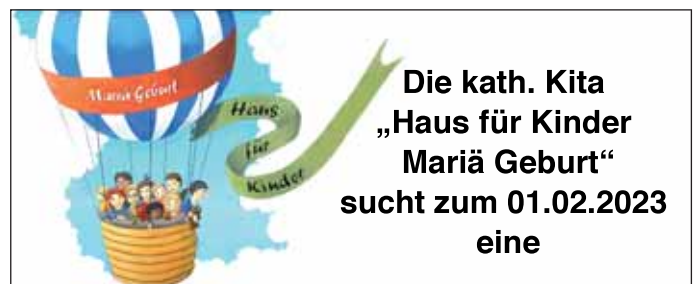 Mariä Geburt
Haus
für
Kinder
Die kath. Kita
„Haus für Kinder
Mariä Geburt“
sucht zum 01.02.2023
eine